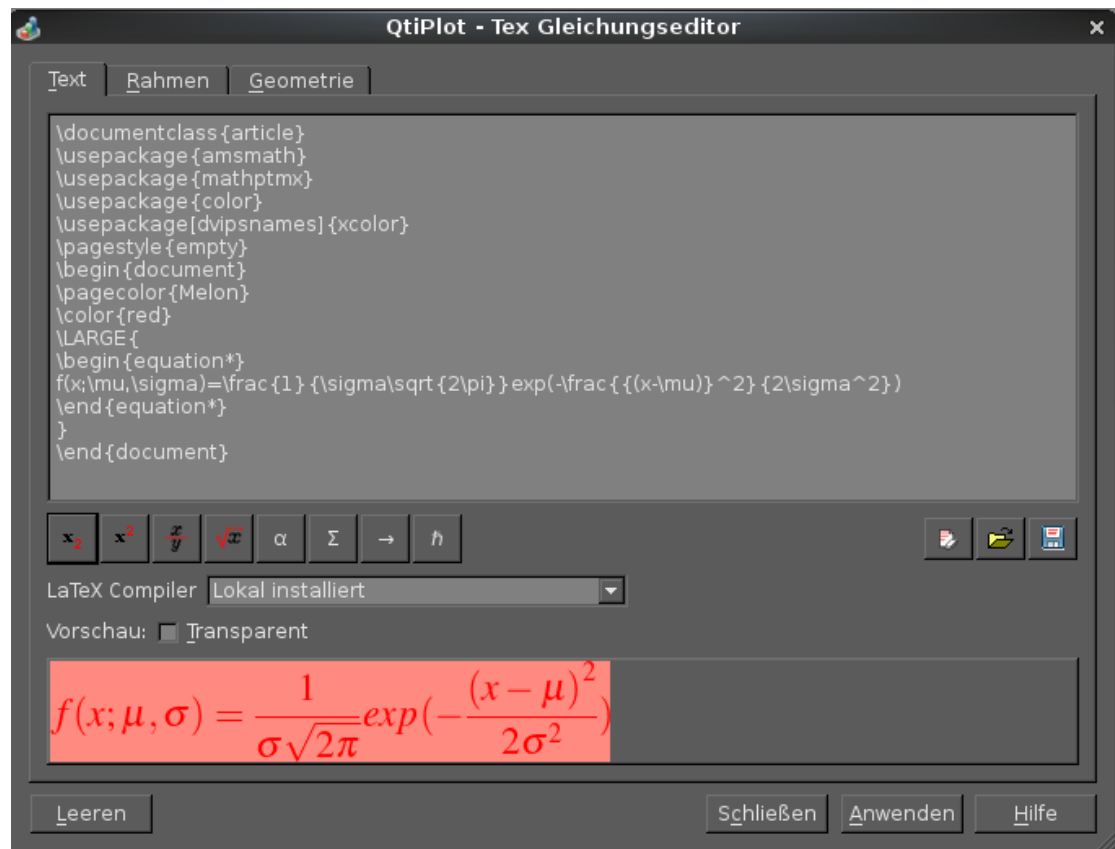 QtiPlot - Tex Gleichungseditor
Text Rahmen Geometrie
\documentclass{article}
\usepackage{amsmath}
\usepackage{mathptmx}
\usepackage{color}
\usepackage[dvipsnames]{xcolor}
\pagestyle{empty}
\begin{document}
\pagecolor{Melon}
\color{red}
\LARGE{
\begin{equation*}
f(x;\mu,\sigma)=\frac{1}{\sigma\sqrt{2\pi}}exp(-\frac{{(x-\mu)}^2}{2\sigma^2})
\end{equation*}
}
\end{document}
x₂ x² x/y √x α Σ → ℏ
LaTeX Compiler Lokal installiert
Vorschau: Transparent
f(x; μ, σ) = 1/(σ√2π) exp(−(x − μ)²/2σ²)
Leeren Schließen Anwenden Hilfe